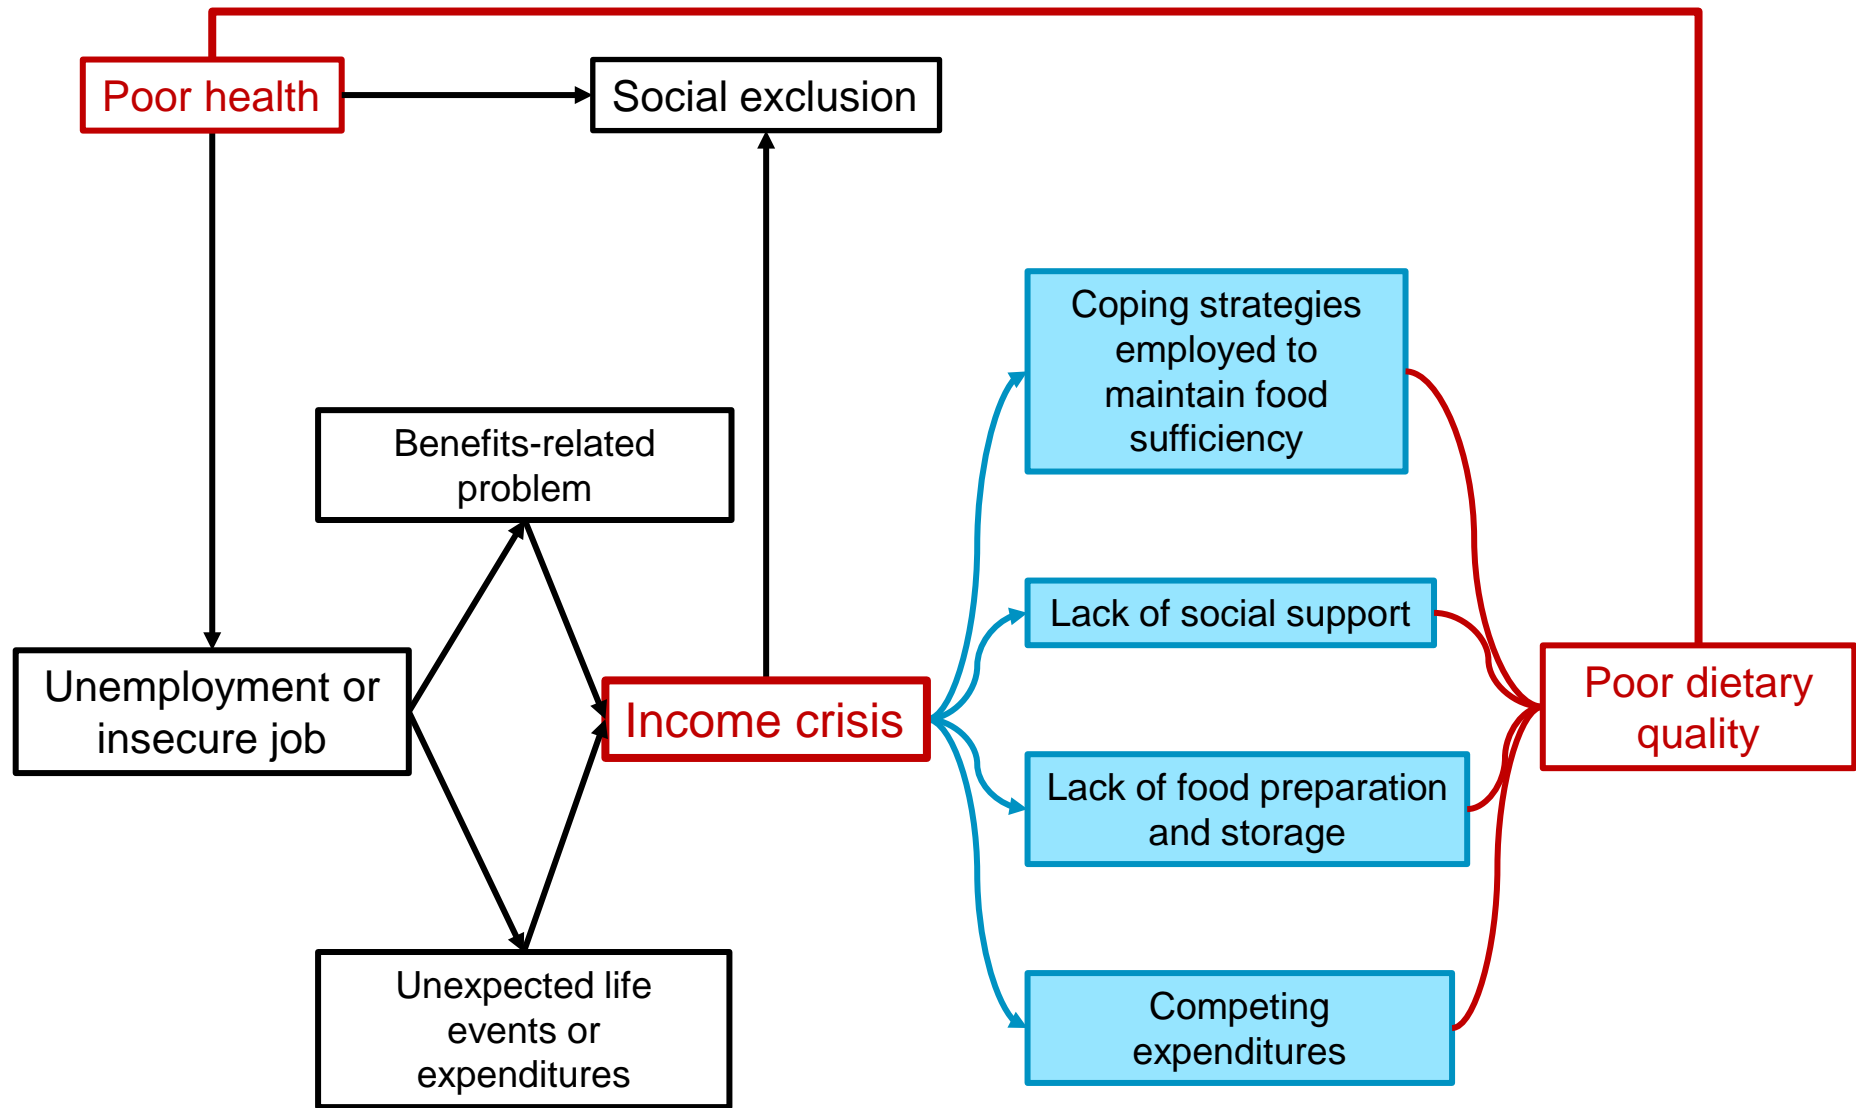 Poor health
Social exclusion
Coping strategies
employed to
maintain food
sufficiency
Benefits-related
problem
Lack of social support
Unemployment or
insecure job
Income crisis
Poor dietary
quality
Lack of food preparation
and storage
Unexpected life
events or
expenditures
Competing
expenditures